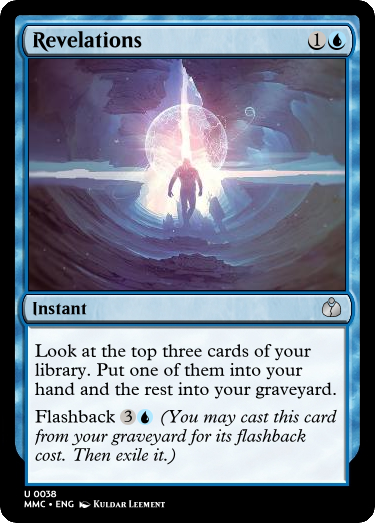 Revelations 1
Instant
Look at the top three cards of your
library. Put one of them into your
hand and the rest into your graveyard.
Flashback 3 (You may cast this card
from your graveyard for its flashback
cost. Then exile it.)
U 0038
MMC • ENG Kuldar Leement